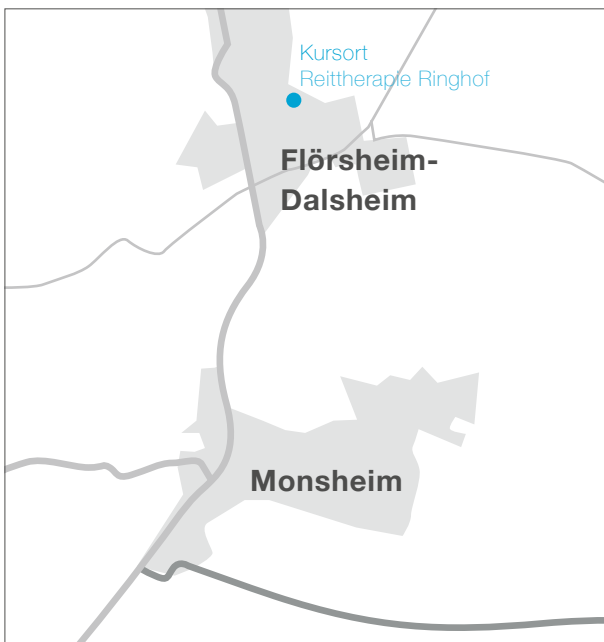 Kursort
Reittherapie Ringhof
Flörsheim-
Dalsheim
Monsheim